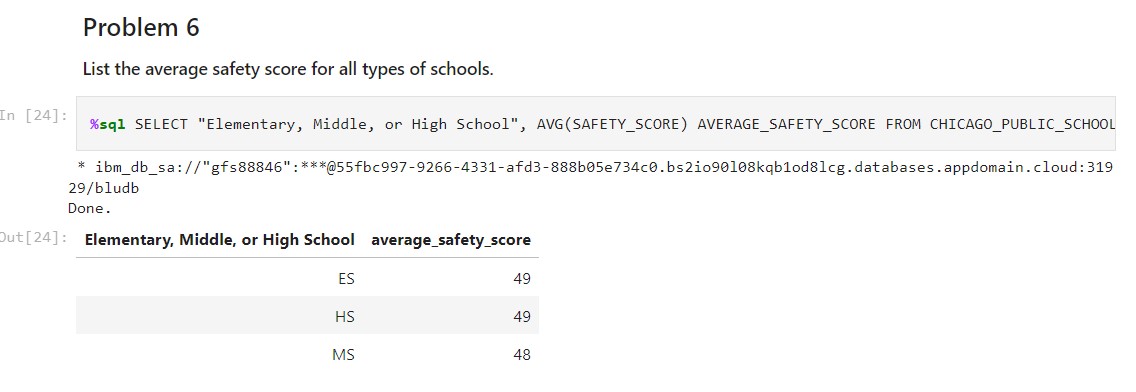 Problem 6
List the average safety score for all types of schools.
In [24]:
%sql SELECT "Elementary, Middle, or High School", AVG(SAFETY_SCORE) AVERAGE_SAFETY_SCORE FROM CHICAGO_PUBLIC_SCHOOL
* ibm_db_sa://"gfs88846":***@55fbc997-9266-4331-afd3-888b05e734c0.bs2io90l08kqb1od8lcg.databases.appdomain.cloud:319
29/bludb
Done.
Out[24]:
Elementary, Middle, or High School average_safety_score
ES 49
HS 49
MS 48